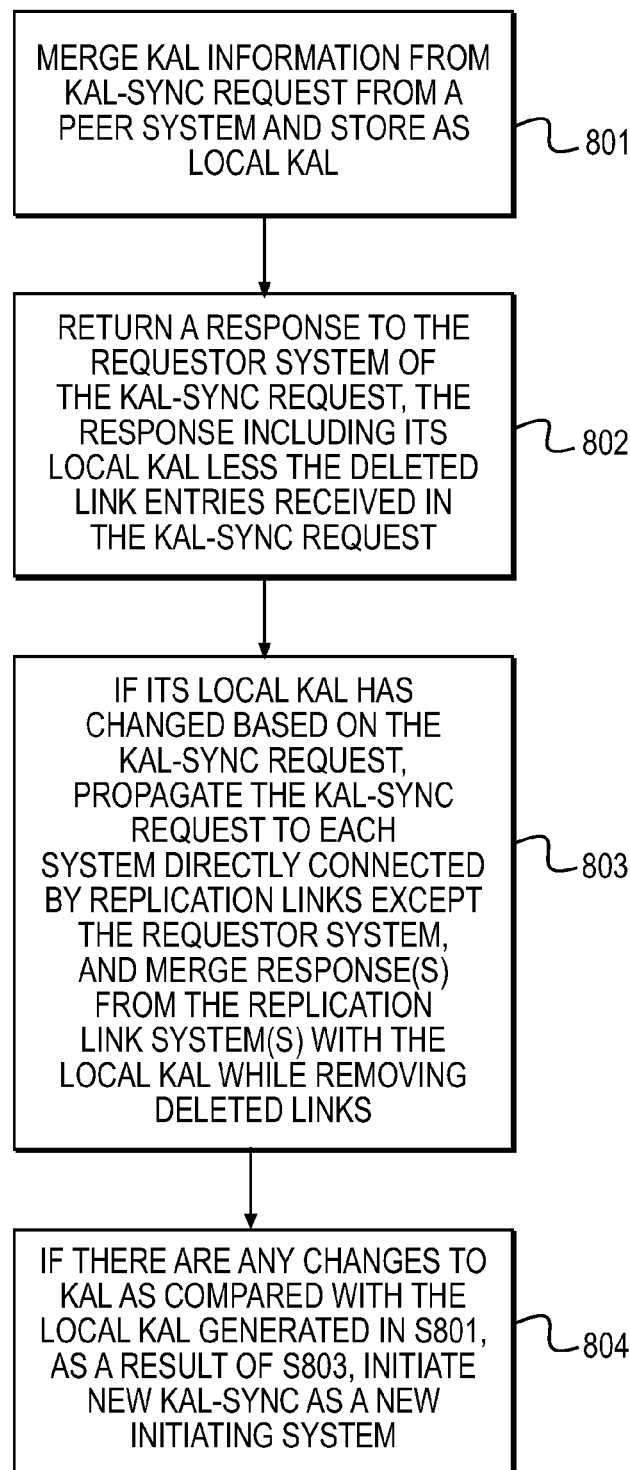 MERGE KAL INFORMATION FROM
KAL-SYNC REQUEST FROM A
PEER SYSTEM AND STORE AS
LOCAL KAL
801
RETURN A RESPONSE TO THE
REQUESTOR SYSTEM OF
THE KAL-SYNC REQUEST, THE
RESPONSE INCLUDING ITS
LOCAL KAL LESS THE DELETED
LINK ENTRIES RECEIVED IN
THE KAL-SYNC REQUEST
802
IF ITS LOCAL KAL HAS
CHANGED BASED ON THE
KAL-SYNC REQUEST,
PROPAGATE THE KAL-SYNC
REQUEST TO EACH
SYSTEM DIRECTLY CONNECTED
BY REPLICATION LINKS EXCEPT
THE REQUESTOR SYSTEM,
AND MERGE RESPONSE(S)
FROM THE REPLICATION
LINK SYSTEM(S) WITH THE
LOCAL KAL WHILE REMOVING
DELETED LINKS
803
IF THERE ARE ANY CHANGES TO
KAL AS COMPARED WITH THE
LOCAL KAL GENERATED IN S801,
AS A RESULT OF S803, INITIATE
NEW KAL-SYNC AS A NEW
INITIATING SYSTEM
804